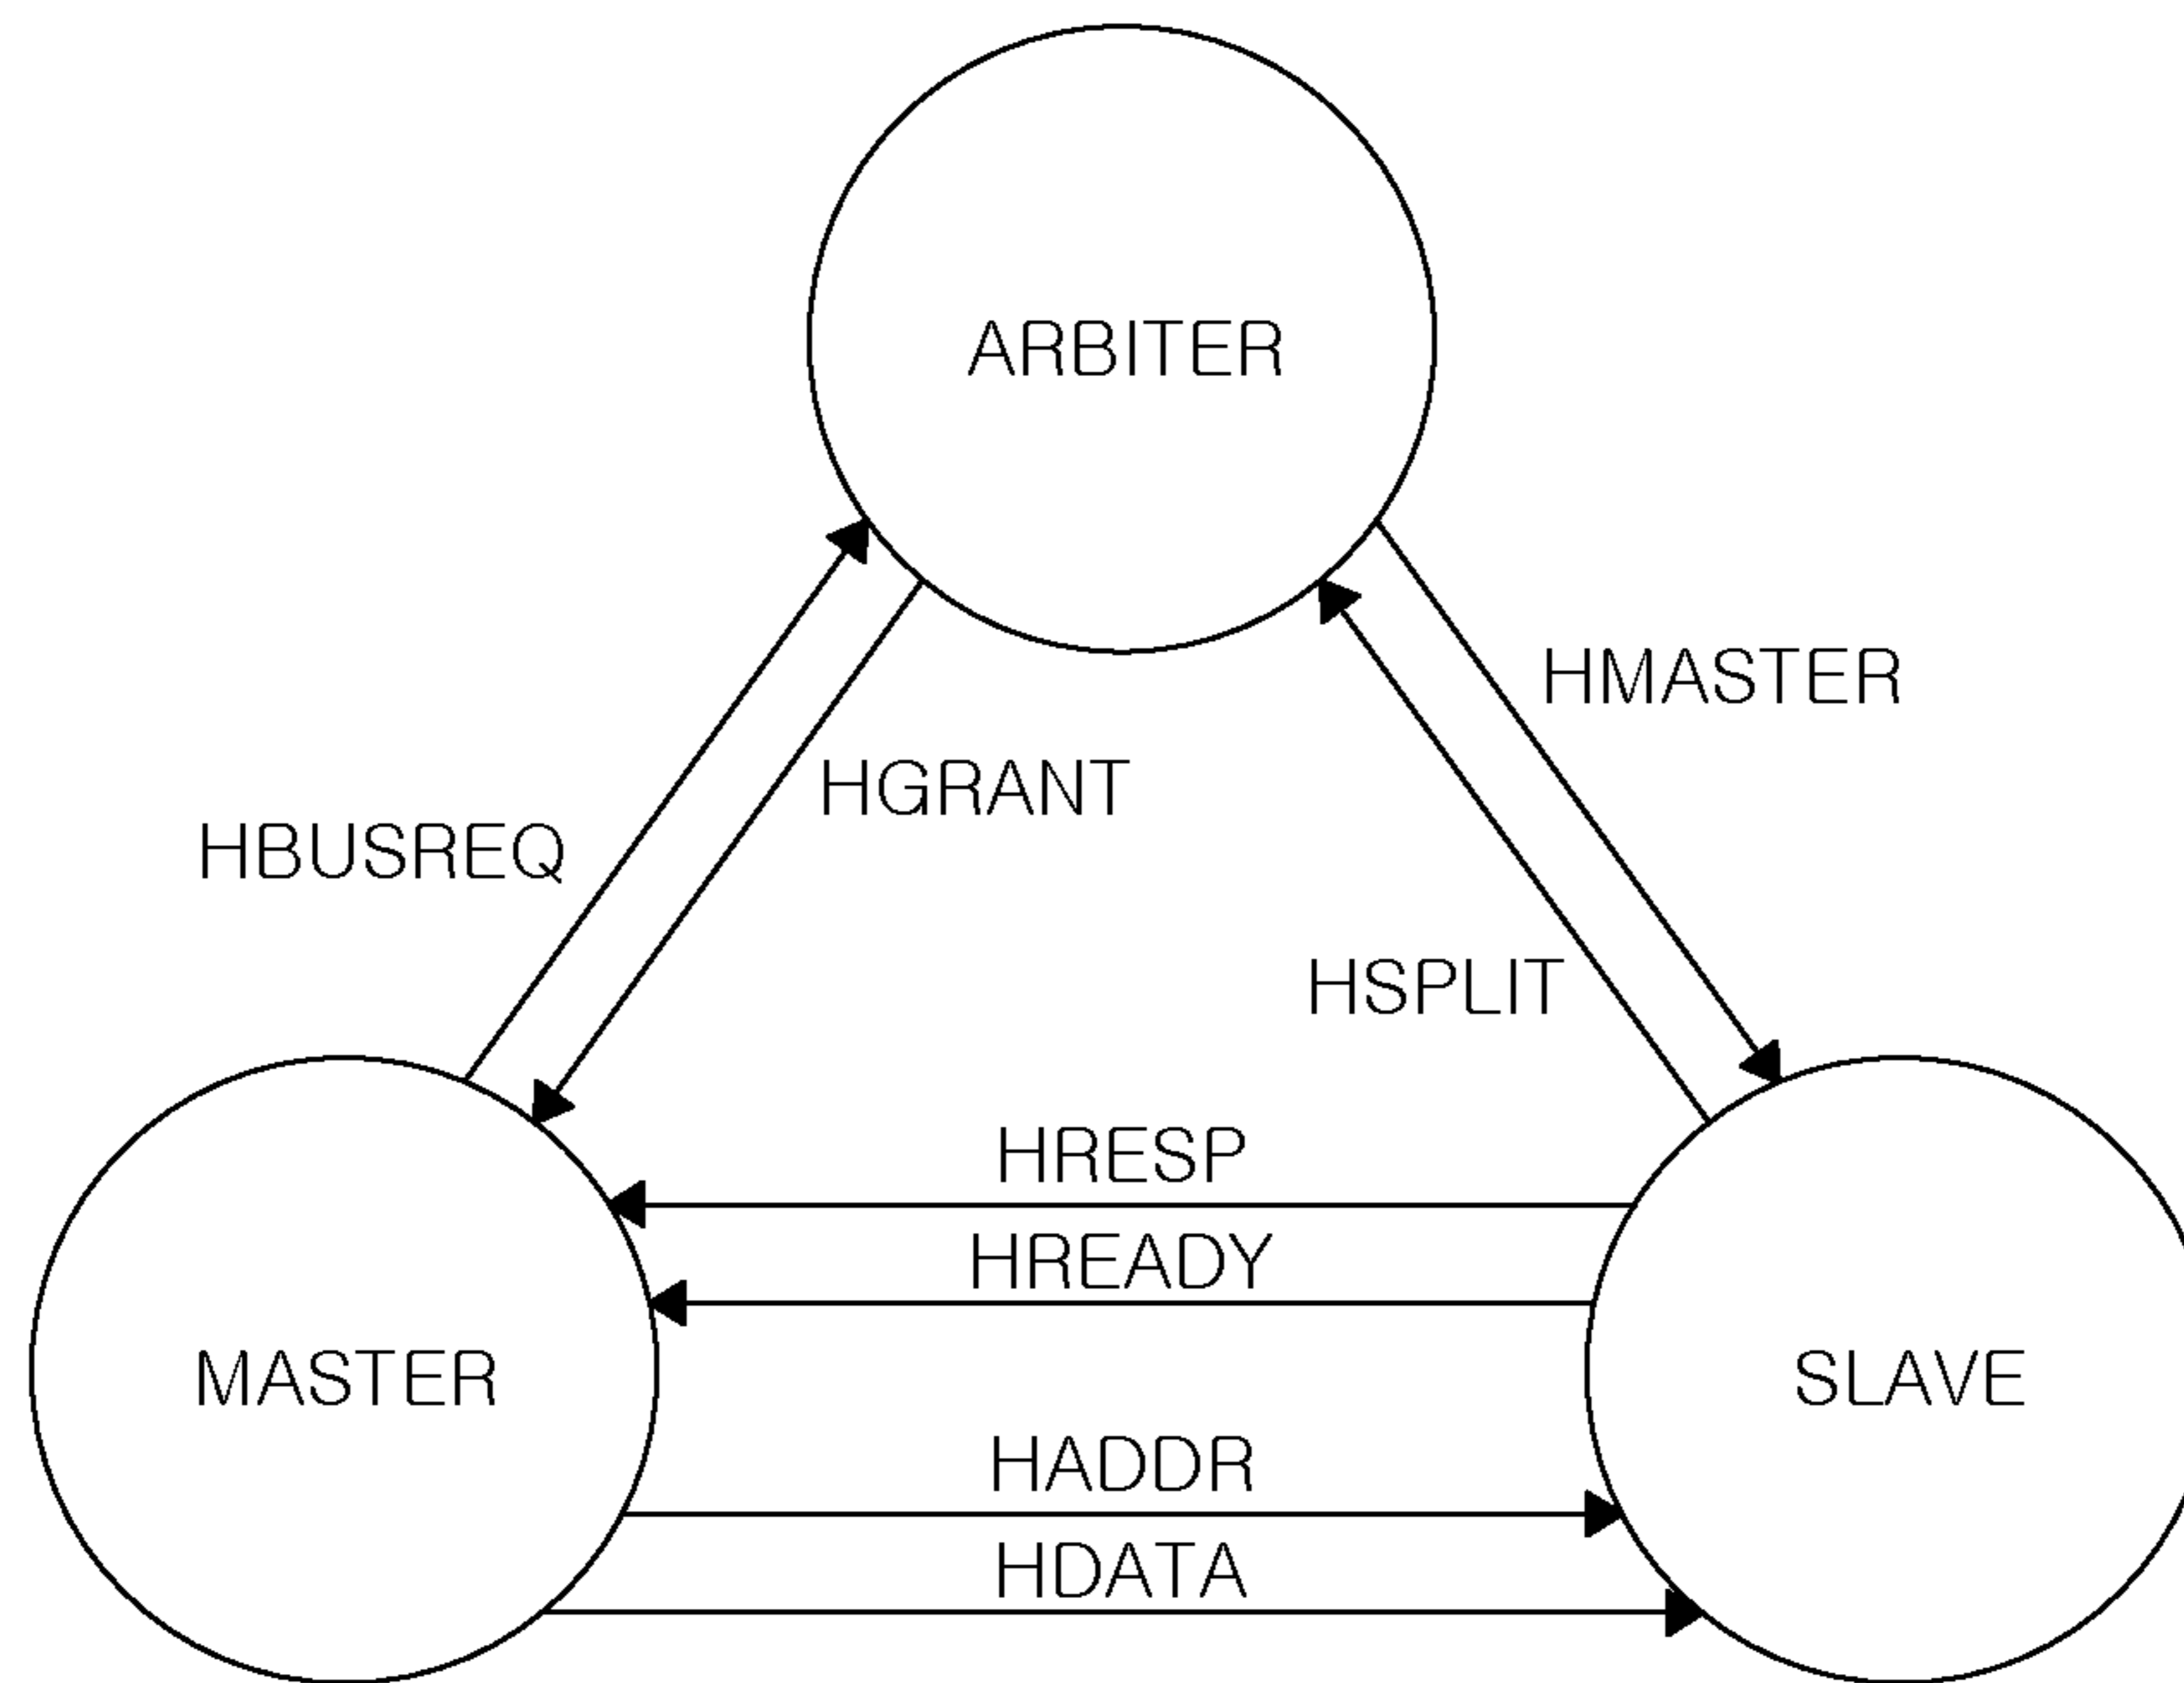 ARBITER
HMASTER
HGRANT
HBUSREQ
HSPLIT
HRESP
HREADY
MASTER
SLAVE
HADDR
HDATA